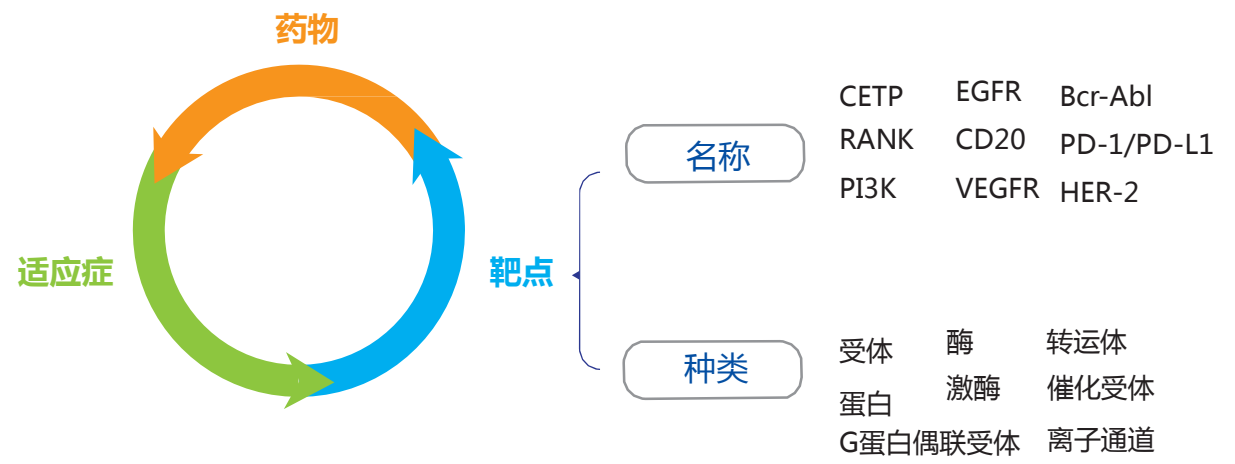 药物
适应症
靶点
名称
CETP EGFR Bcr-Abl
RANK CD20 PD-1/PD-L1
PI3K VEGFR HER-2
种类
受体 酶 转运体
蛋白 激酶 催化受体
G蛋白偶联受体 离子通道